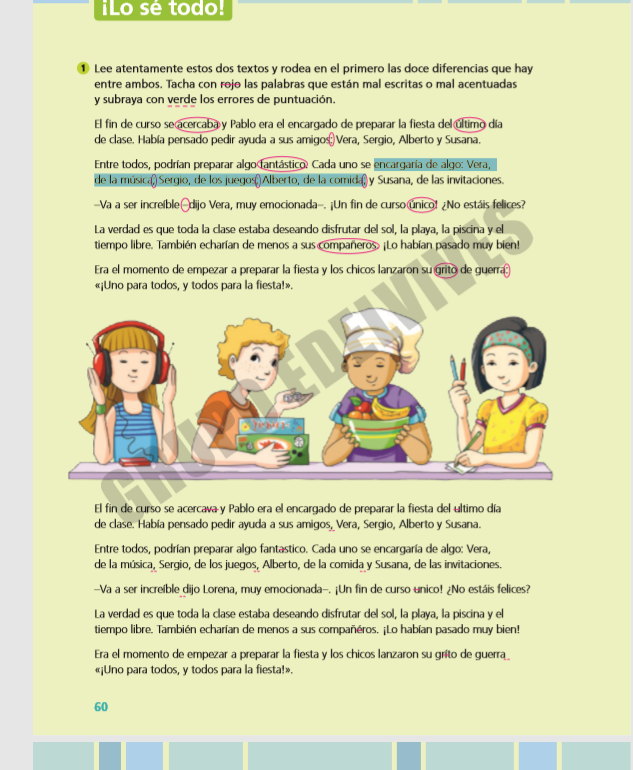 ¡Lo sé todo!
1 Lee atentamente estos dos textos y rodea en el primero las doce diferencias que hay
entre ambos. Tacha con rojo las palabras que están mal escritas o mal acentuadas
y subraya con verde los errores de puntuación.
El fin de curso se acercaba y Pablo era el encargado de preparar la fiesta del último día
de clase. Había pensado pedir ayuda a sus amigos: Vera, Sergio, Alberto y Susana.
Entre todos, podrían preparar algo fantástico. Cada uno se encargaría de algo: Vera,
de la música; Sergio, de los juegos; Alberto, de la comida; y Susana, de las invitaciones.
–Va a ser increíble –dijo Vera, muy emocionada–. ¡Un fin de curso único! ¿No estáis felices?
La verdad es que toda la clase estaba deseando disfrutar del sol, la playa, la piscina y el
tiempo libre. También echarían de menos a sus compañeros. ¡Lo habían pasado muy bien!
Era el momento de empezar a preparar la fiesta y los chicos lanzaron su grito de guerra:
«¡Uno para todos, y todos para la fiesta!».
GRUPO EDELVIVES
El fin de curso se acercava y Pablo era el encargado de preparar la fiesta del ultimo día
de clase. Había pensado pedir ayuda a sus amigos, Vera, Sergio, Alberto y Susana.
Entre todos, podrían preparar algo fantastico. Cada uno se encargaría de algo: Vera,
de la música, Sergio, de los juegos, Alberto, de la comida y Susana, de las invitaciones.
–Va a ser increíble dijo Lorena, muy emocionada–. ¡Un fin de curso unico! ¿No estáis felices?
La verdad es que toda la clase estaba deseando disfrutar del sol, la playa, la piscina y el
tiempo libre. También echarían de menos a sus compañéros. ¡Lo habían pasado muy bien!
Era el momento de empezar a preparar la fiesta y los chicos lanzaron su gríto de guerra
«¡Uno para todos, y todos para la fiesta!».
60